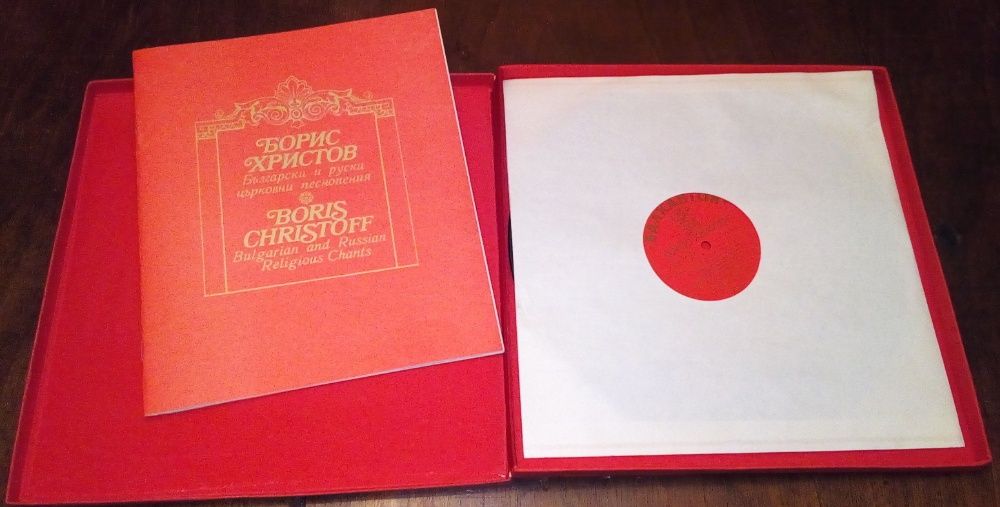 БОРИС
ХРИСТОВ
Български и руски
църковни песнопения
BORIS
CHRISTOFF
Bulgarian and Russian
Religious Chants